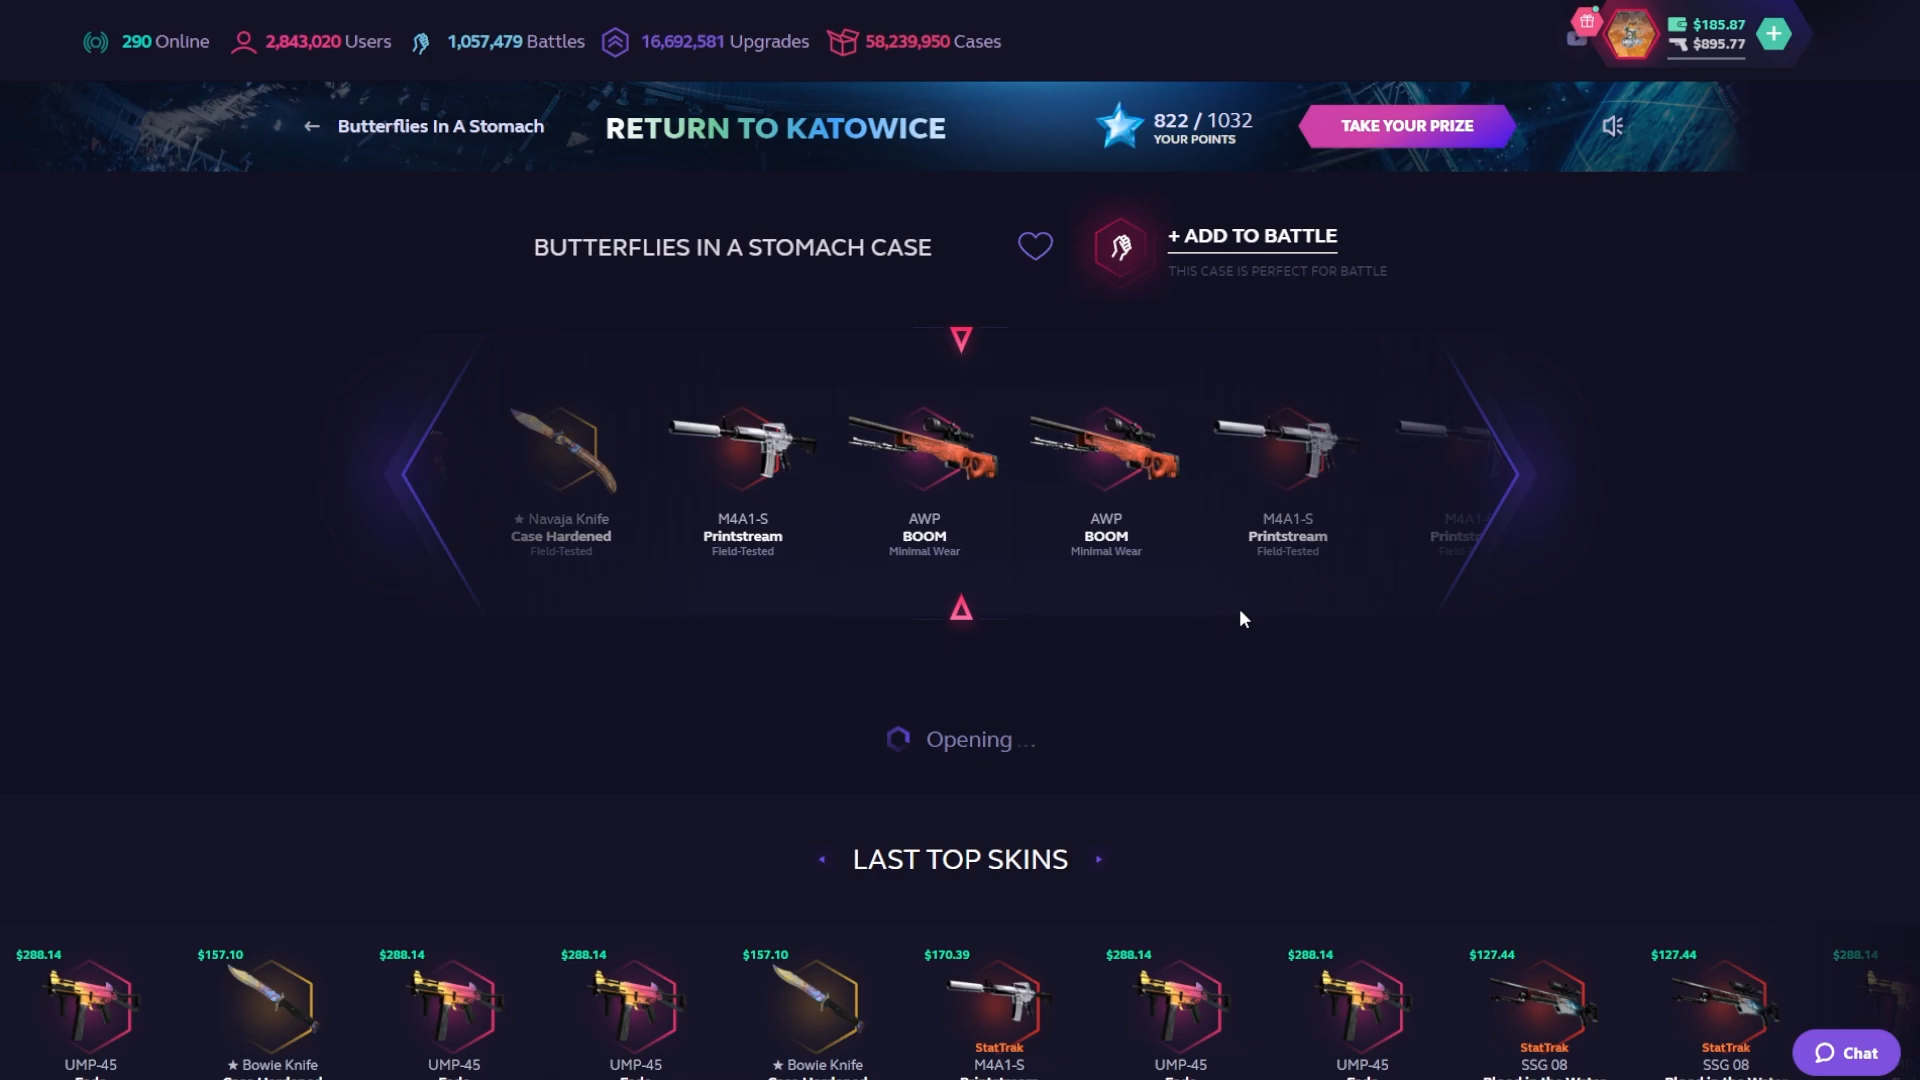 290 Online 2,843,020 Users 1,057,479 Battles 16,692,581 Upgrades 58,239,950 Cases
$185.87
$895.77
Butterflies In A Stomach
RETURN TO KATOWICE
822 / 1032
YOUR POINTS
TAKE YOUR PRIZE
BUTTERFLIES IN A STOMACH CASE
+ ADD TO BATTLE
THIS CASE IS PERFECT FOR BATTLE
★ Navaja Knife
Case Hardened
Field-Tested
M4A1-S
Printstream
Field-Tested
AWP
BOOM
Minimal Wear
AWP
BOOM
Minimal Wear
M4A1-S
Printstream
Field-Tested
Opening ...
LAST TOP SKINS
$288.14 $157.10 $288.14 $288.14 $157.10 $170.39 $288.14 $288.14 $127.44 $127.44 $288.14
StatTrak StatTrak StatTrak
UMP-45 ★ Bowie Knife UMP-45 UMP-45 ★ Bowie Knife M4A1-S UMP-45 UMP-45 SSG 08 SSG 08
Chat